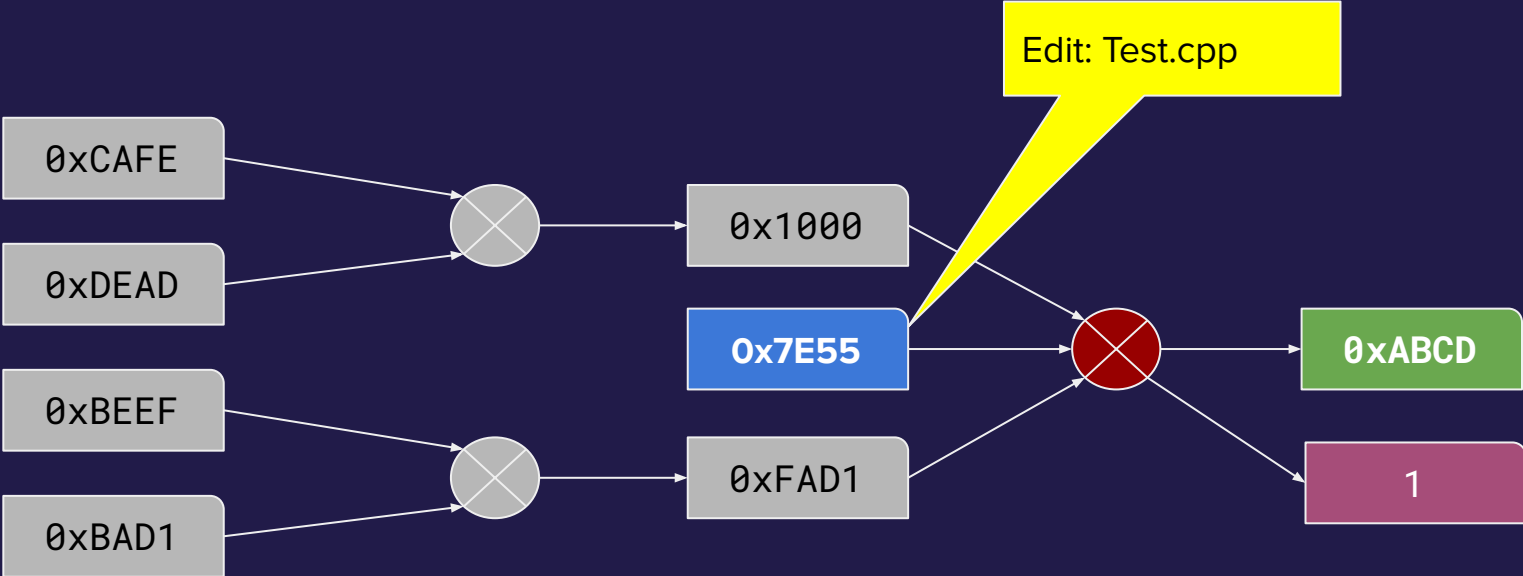 Edit: Test.cpp
0xCAFE
0xDEAD
0xBEEF
0xBAD1
0x1000
0x7E55
0xFAD1
0xABCD
1